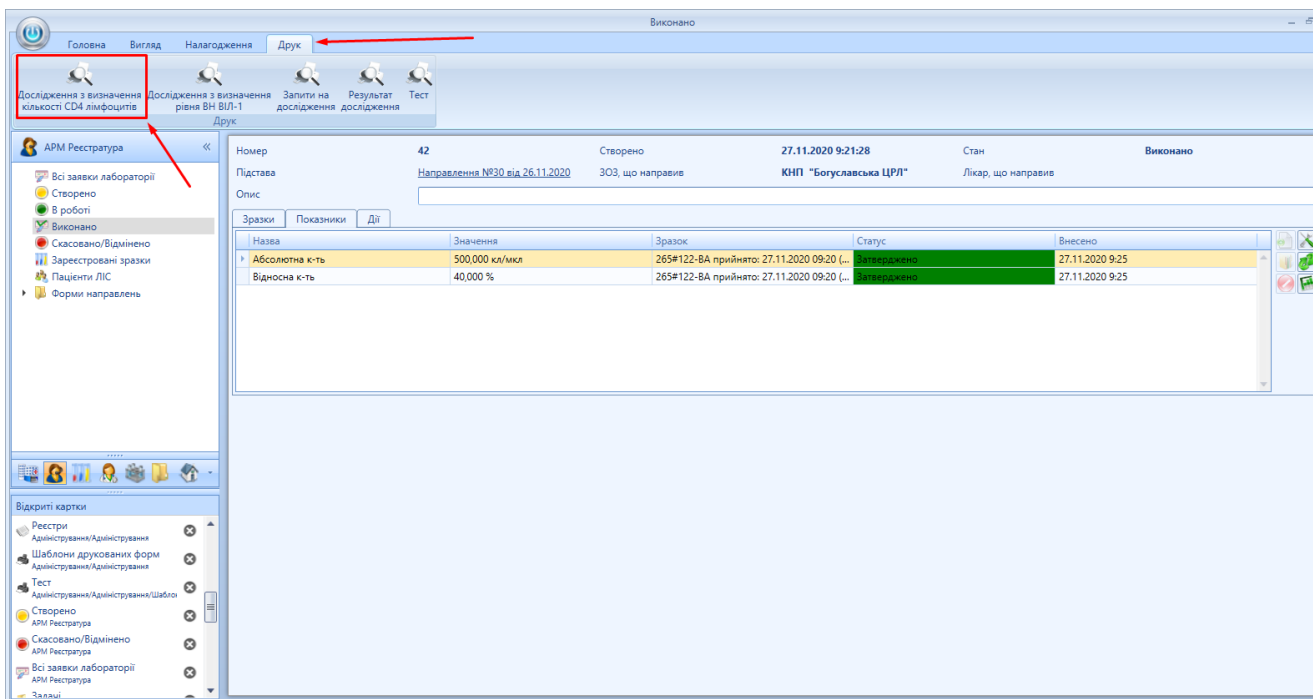 Виконано
Головна Вигляд Налагодження Друк
Дослідження з визначення кількості CD4 лімфоцитів
Дослідження з визначення рівня ВН ВІЛ-1
Запити на дослідження
Результат дослідження
Тест
Друк
АРМ Реєстратура
Всі заявки лабораторії
Створено
В роботі
Виконано
Скасовано/Відмінено
Зареєстровані зразки
Пацієнти ЛІС
Форми направлень
Номер 42 Створено 27.11.2020 9:21:28 Стан Виконано
Підстава Направлення №30 від 26.11.2020 ЗОЗ, що направив КНП "Богуславська ЦРЛ" Лікар, що направив
Опис
Зразки Показники Дії
Назва Значення Зразок Статус Внесено
Абсолютна к-ть 500,000 кл/мкл 265#122-ВА прийнято: 27.11.2020 09:20 (... Затверджено 27.11.2020 9:25
Відносна к-ть 40,000 % 265#122-ВА прийнято: 27.11.2020 09:20 (... Затверджено 27.11.2020 9:25
Відкриті картки
Реєстри
Адміністрування/Адміністрування
Шаблони друкованих форм
Адміністрування/Адміністрування
Тест
Адміністрування/Адміністрування/Шабло
Створено
АРМ Реєстратура
Скасовано/Відмінено
АРМ Реєстратура
Всі заявки лабораторії
АРМ Реєстратура
Задачі